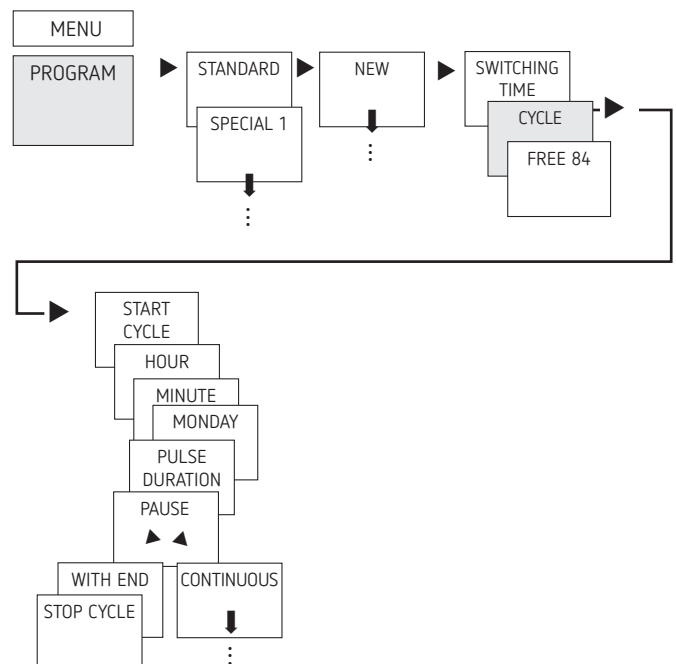 MENU
PROGRAM
STANDARD
SPECIAL 1
NEW
SWITCHING
TIME
CYCLE
FREE 84
START
CYCLE
HOUR
MINUTE
MONDAY
PULSE
DURATION
PAUSE
WITH END
CONTINUOUS
STOP CYCLE